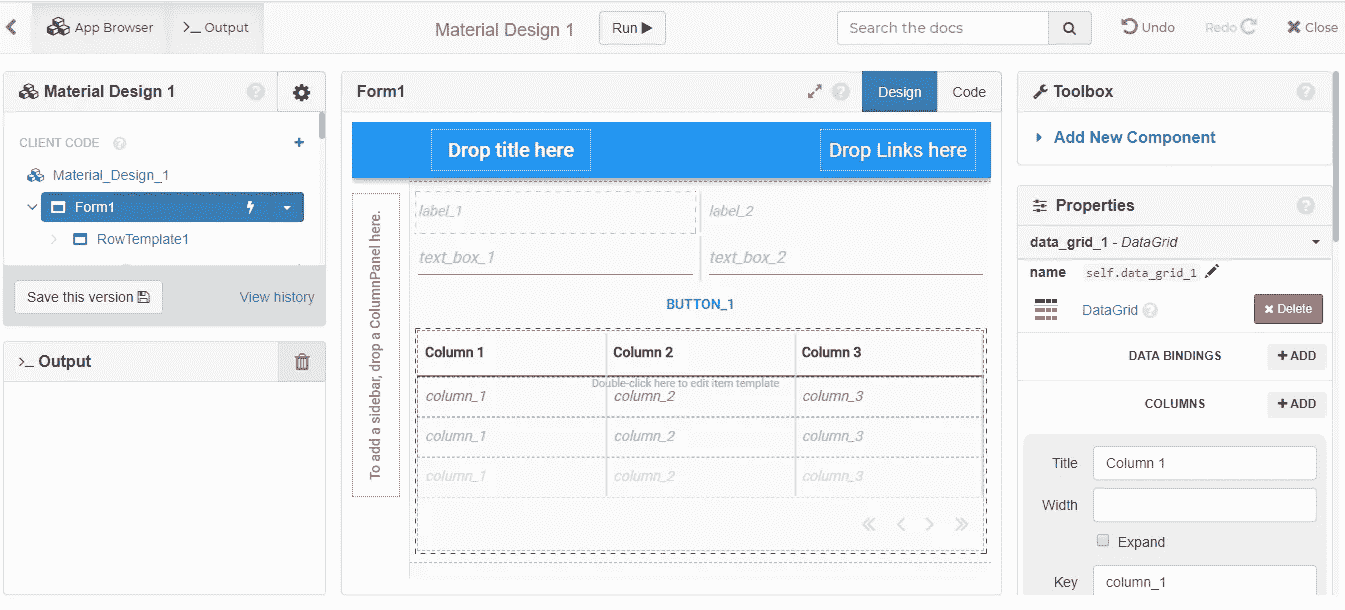 App Browser
>_ Output
Material Design 1
Run
Search the docs
Undo
Redo
Close
Material Design 1
CLIENT CODE
Material_Design_1
Form1
RowTemplate1
Save this version
View history
>_ Output
Form1
Design
Code
Drop title here
Drop Links here
To add a sidebar, drop a ColumnPanel here.
label_1
label_2
text_box_1
text_box_2
BUTTON_1
Column 1
Column 2
Column 3
Double-click here to edit item template
column_1
column_2
column_3
column_1
column_2
column_3
column_1
column_2
column_3
Toolbox
Add New Component
Properties
data_grid_1 - DataGrid
name self.data_grid_1
DataGrid
Delete
DATA BINDINGS
+ ADD
COLUMNS
+ ADD
Title Column 1
Width
Expand
Key column_1